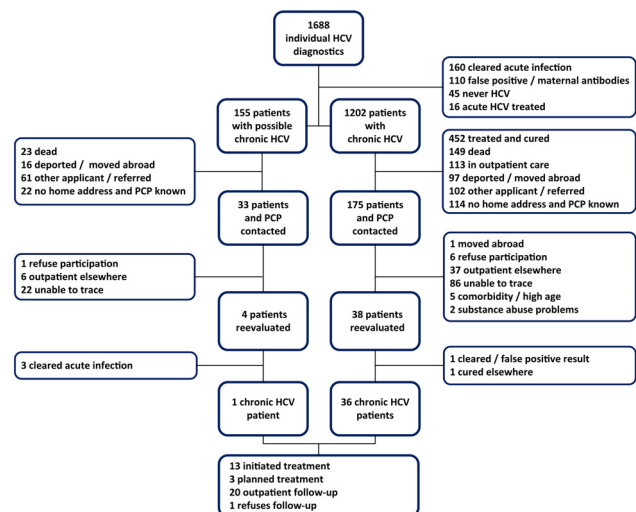 1688
individual HCV
diagnostics
160 cleared acute infection
110 false positive / maternal antibodies
45 never HCV
16 acute HCV treated
155 patients
with possible
chronic HCV
1202 patients
with
chronic HCV
23 dead
16 deported / moved abroad
61 other applicant / referred
22 no home address and PCP known
452 treated and cured
149 dead
113 in outpatient care
97 deported / moved abroad
102 other applicant / referred
114 no home address and PCP known
33 patients
and PCP
contacted
175 patients
and PCP
contacted
1 refuse participation
6 outpatient elsewhere
22 unable to trace
1 moved abroad
6 refuse participation
37 outpatient elsewhere
86 unable to trace
5 comorbidity / high age
2 substance abuse problems
4 patients
reevaluated
38 patients
reevaluated
3 cleared acute infection
1 cleared / false positive result
1 cured elsewhere
1 chronic HCV
patient
36 chronic HCV
patients
13 initiated treatment
3 planned treatment
20 outpatient follow-up
1 refuses follow-up